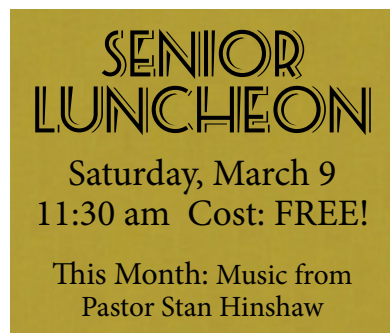 SENIOR
LUNCHEON
Saturday, March 9
11:30 am Cost: FREE!
This Month: Music from
Pastor Stan Hinshaw